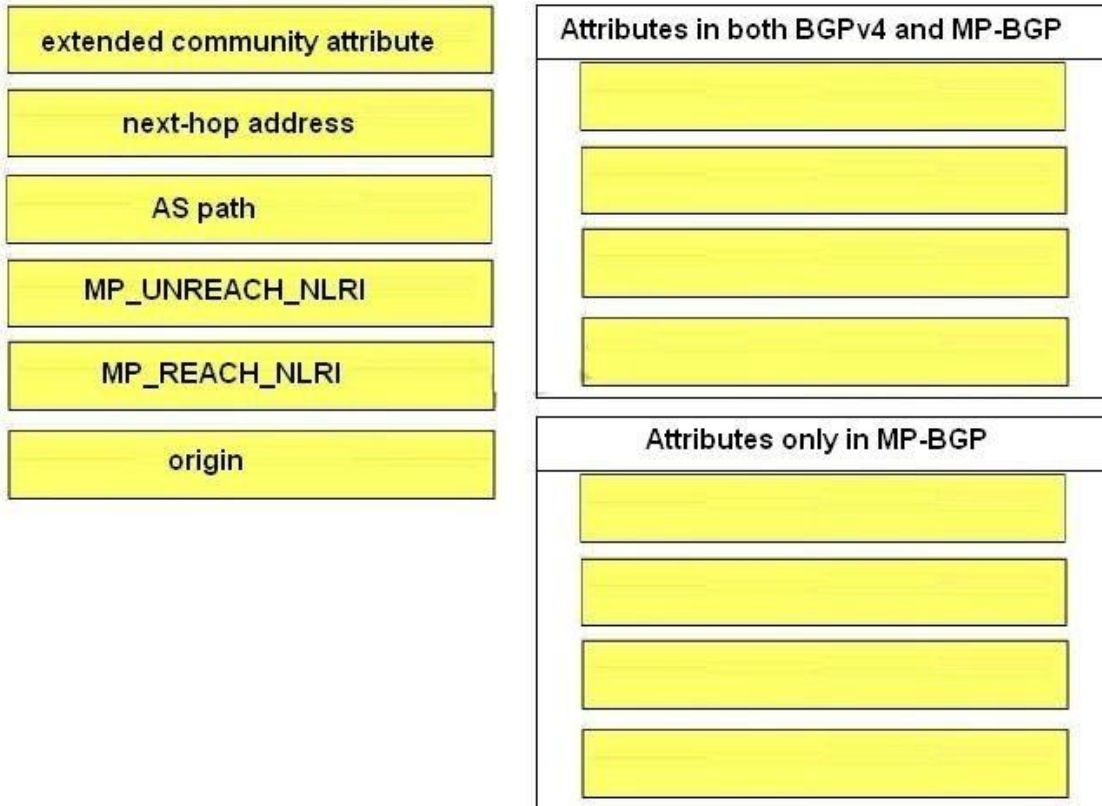 extended community attribute
next-hop address
AS path
MP_UNREACH_NLRI
MP_REACH_NLRI
origin
Attributes in both BGPv4 and MP-BGP
Attributes only in MP-BGP